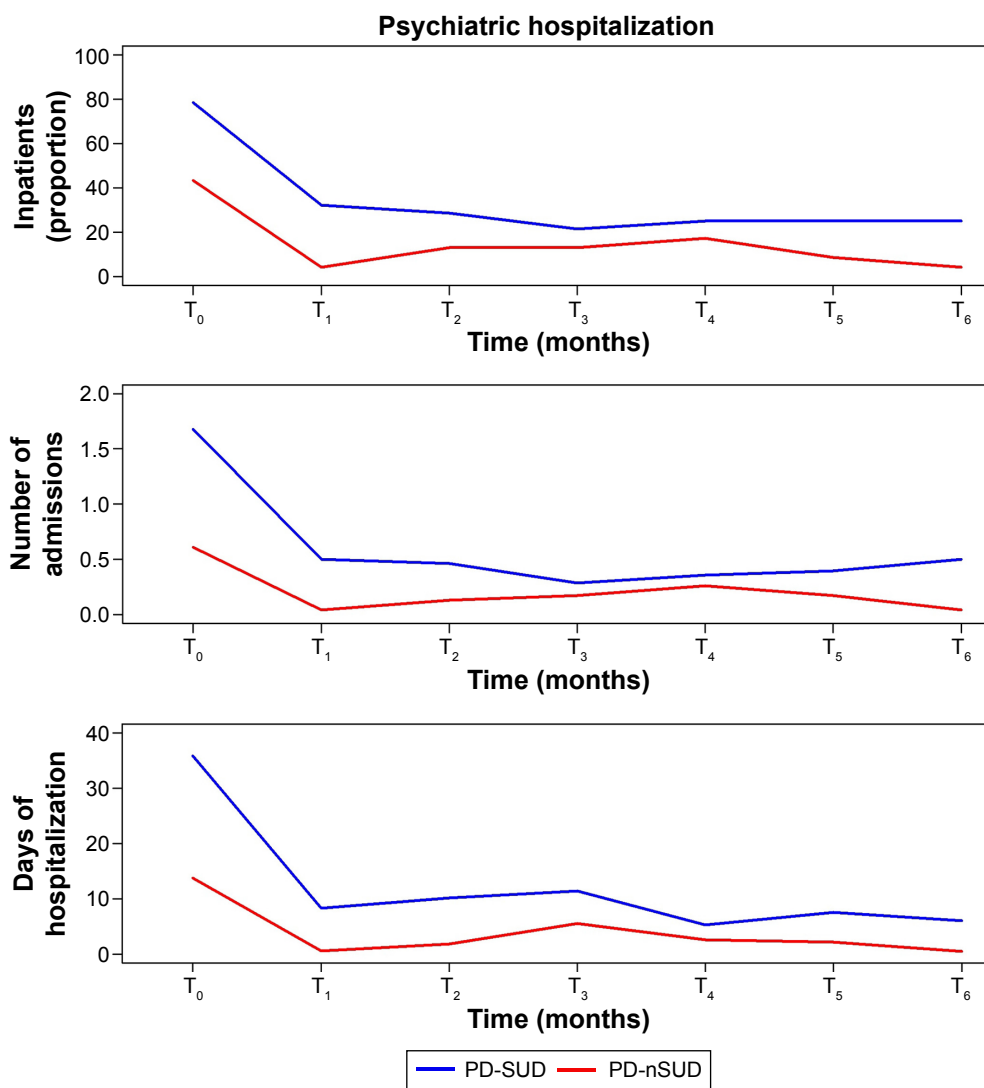 Psychiatric hospitalization
Inpatients
(proportion)
100
80
60
40
20
0
T0 T1 T2 T3 T4 T5 T6
Time (months)
Number of
admissions
2.0
1.5
1.0
0.5
0.0
T0 T1 T2 T3 T4 T5 T6
Time (months)
Days of
hospitalization
40
30
20
10
0
T0 T1 T2 T3 T4 T5 T6
Time (months)
PD-SUD PD-nSUD